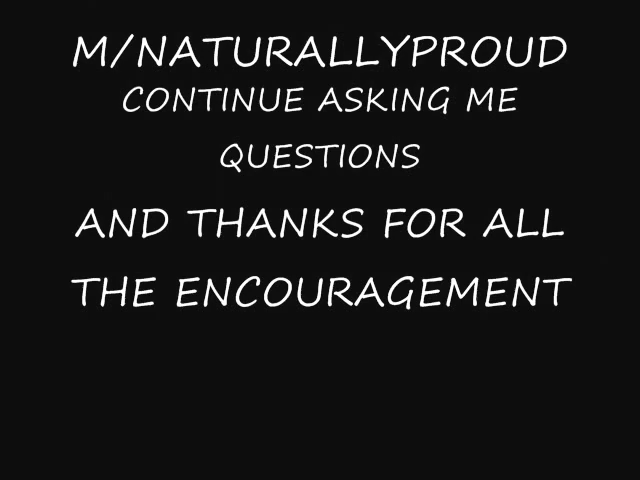 M/NATURALLYPROUD
CONTINUE ASKING ME
QUESTIONS
AND THANKS FOR ALL
THE ENCOURAGEMENT